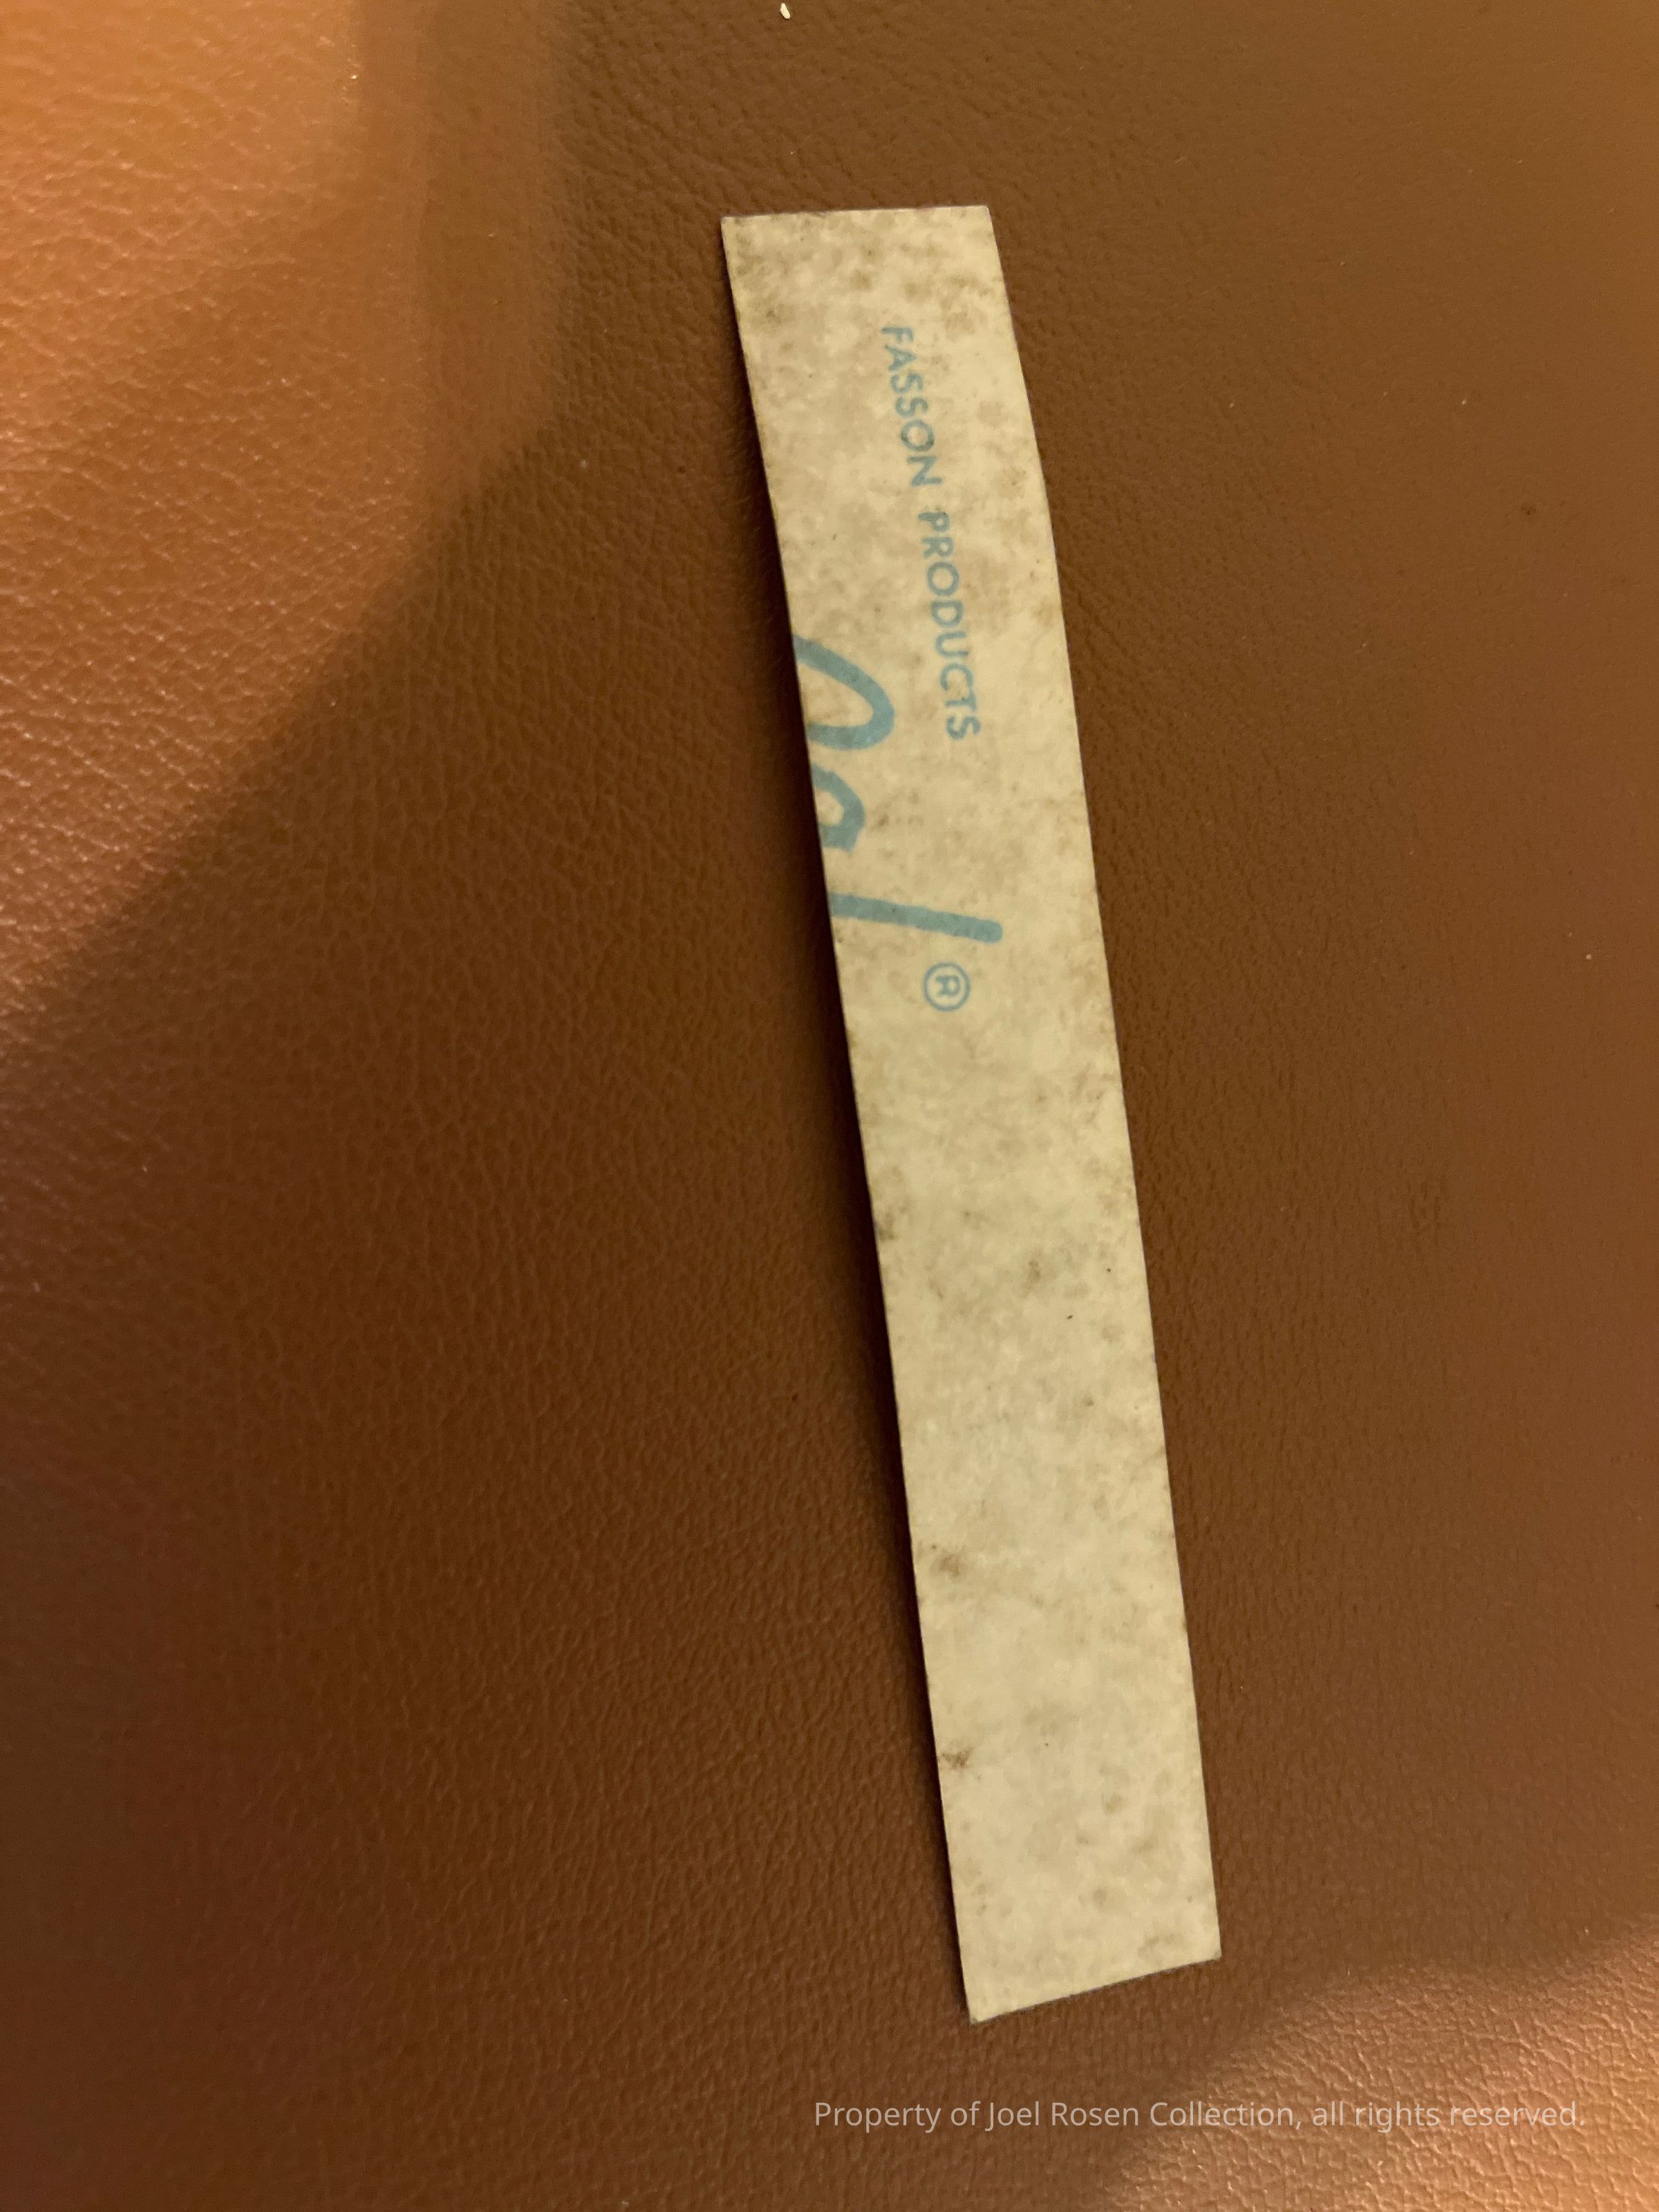 FASSON PRODUCTS
®
Property of Joel Rosen Collection, all rights reserved.